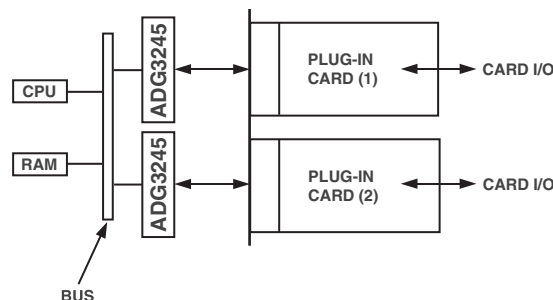 CPU
RAM
BUS
ADG3245
ADG3245
PLUG-IN
CARD (1)
CARD I/O
PLUG-IN
CARD (2)
CARD I/O